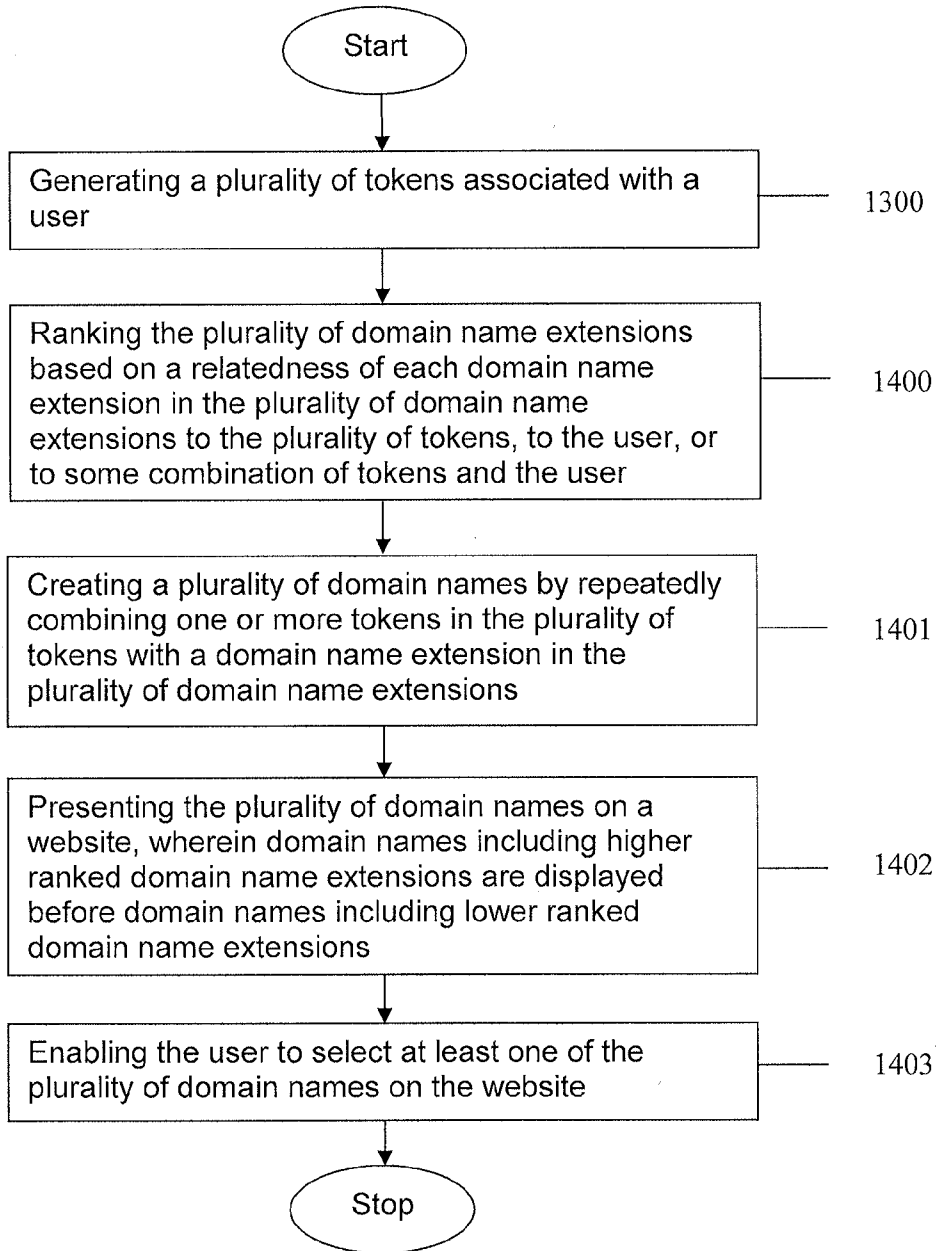 Start
Generating a plurality of tokens associated with a
user
1300
Ranking the plurality of domain name extensions
based on a relatedness of each domain name
extension in the plurality of domain name
extensions to the plurality of tokens, to the user, or
to some combination of tokens and the user
1400
Creating a plurality of domain names by repeatedly
combining one or more tokens in the plurality of
tokens with a domain name extension in the
plurality of domain name extensions
1401
Presenting the plurality of domain names on a
website, wherein domain names including higher
ranked domain name extensions are displayed
before domain names including lower ranked
domain name extensions
1402
Enabling the user to select at least one of the
plurality of domain names on the website
1403
Stop